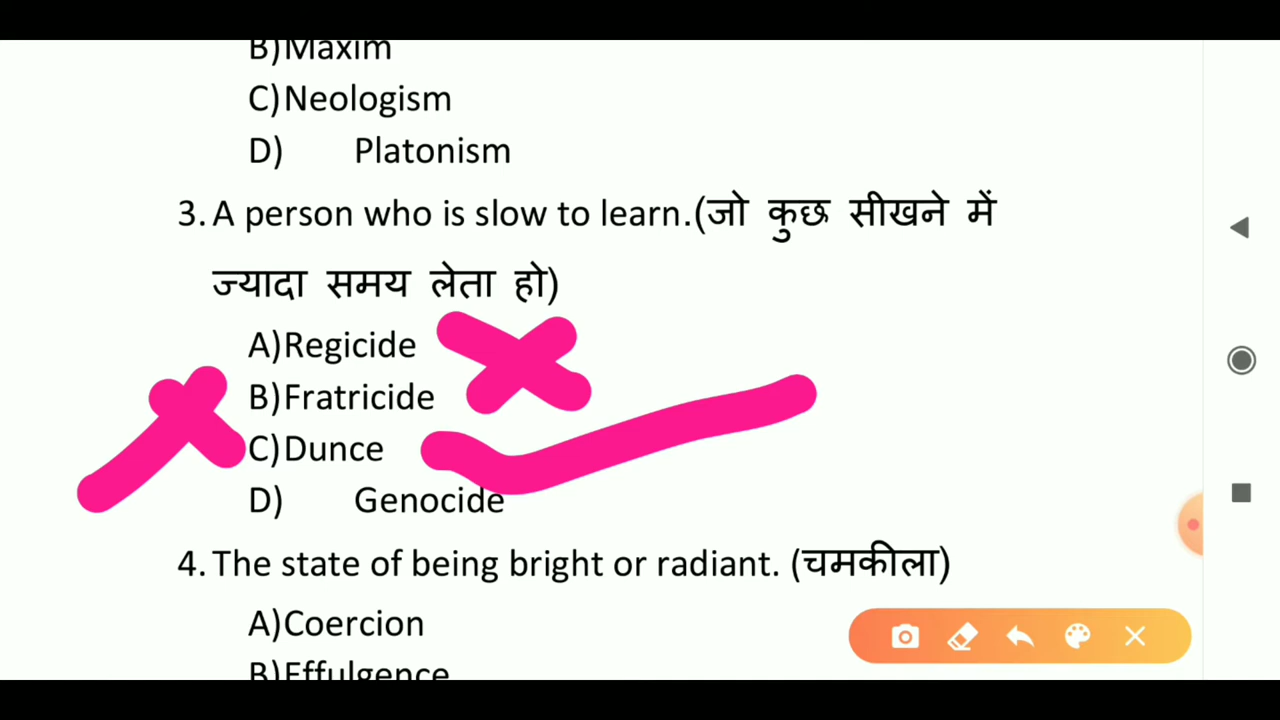 B)Maxim
C)Neologism
D) Platonism
3. A person who is slow to learn.(जो कुछ सीखने में
ज्यादा समय लेता हो)
A)Regicide
B)Fratricide
C)Dunce
D) Genocide
4. The state of being bright or radiant. (चमकीला)
A)Coercion
B)Effulgence